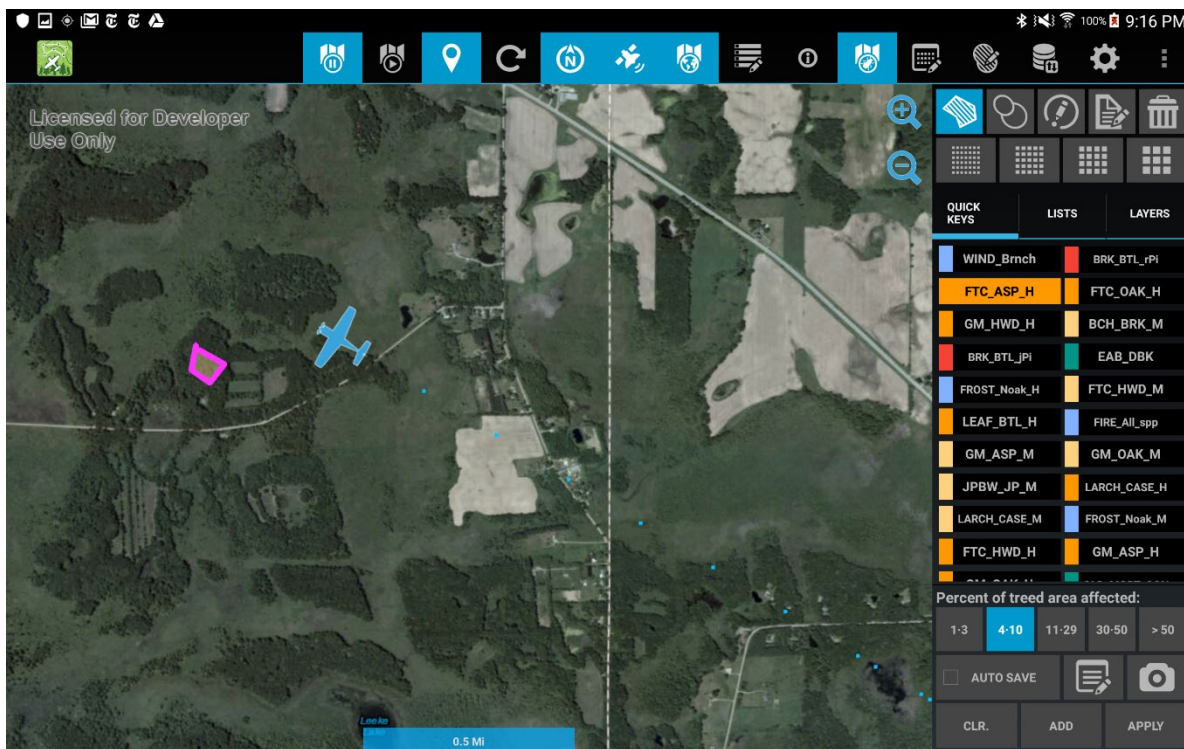 100% 9:16 PM
N
Licensed for Developer
Use Only
QUICK
KEYS
LISTS
LAYERS
WIND_Brnch
BRK_BTL_rPi
FTC_ASP_H
FTC_OAK_H
GM_HWD_H
BCH_BRK_M
BRK_BTL_jPi
EAB_DBK
FROST_Noak_H
FTC_HWD_M
LEAF_BTL_H
FIRE_All_spp
GM_ASP_M
GM_OAK_M
JPBW_JP_M
LARCH_CASE_H
LARCH_CASE_M
FROST_Noak_M
FTC_HWD_H
GM_ASP_H
Percent of treed area affected:
1-3
4-10
11-29
30-50
> 50
AUTO SAVE
CLR.
ADD
APPLY
Leeke
Lake
0.5 Mi